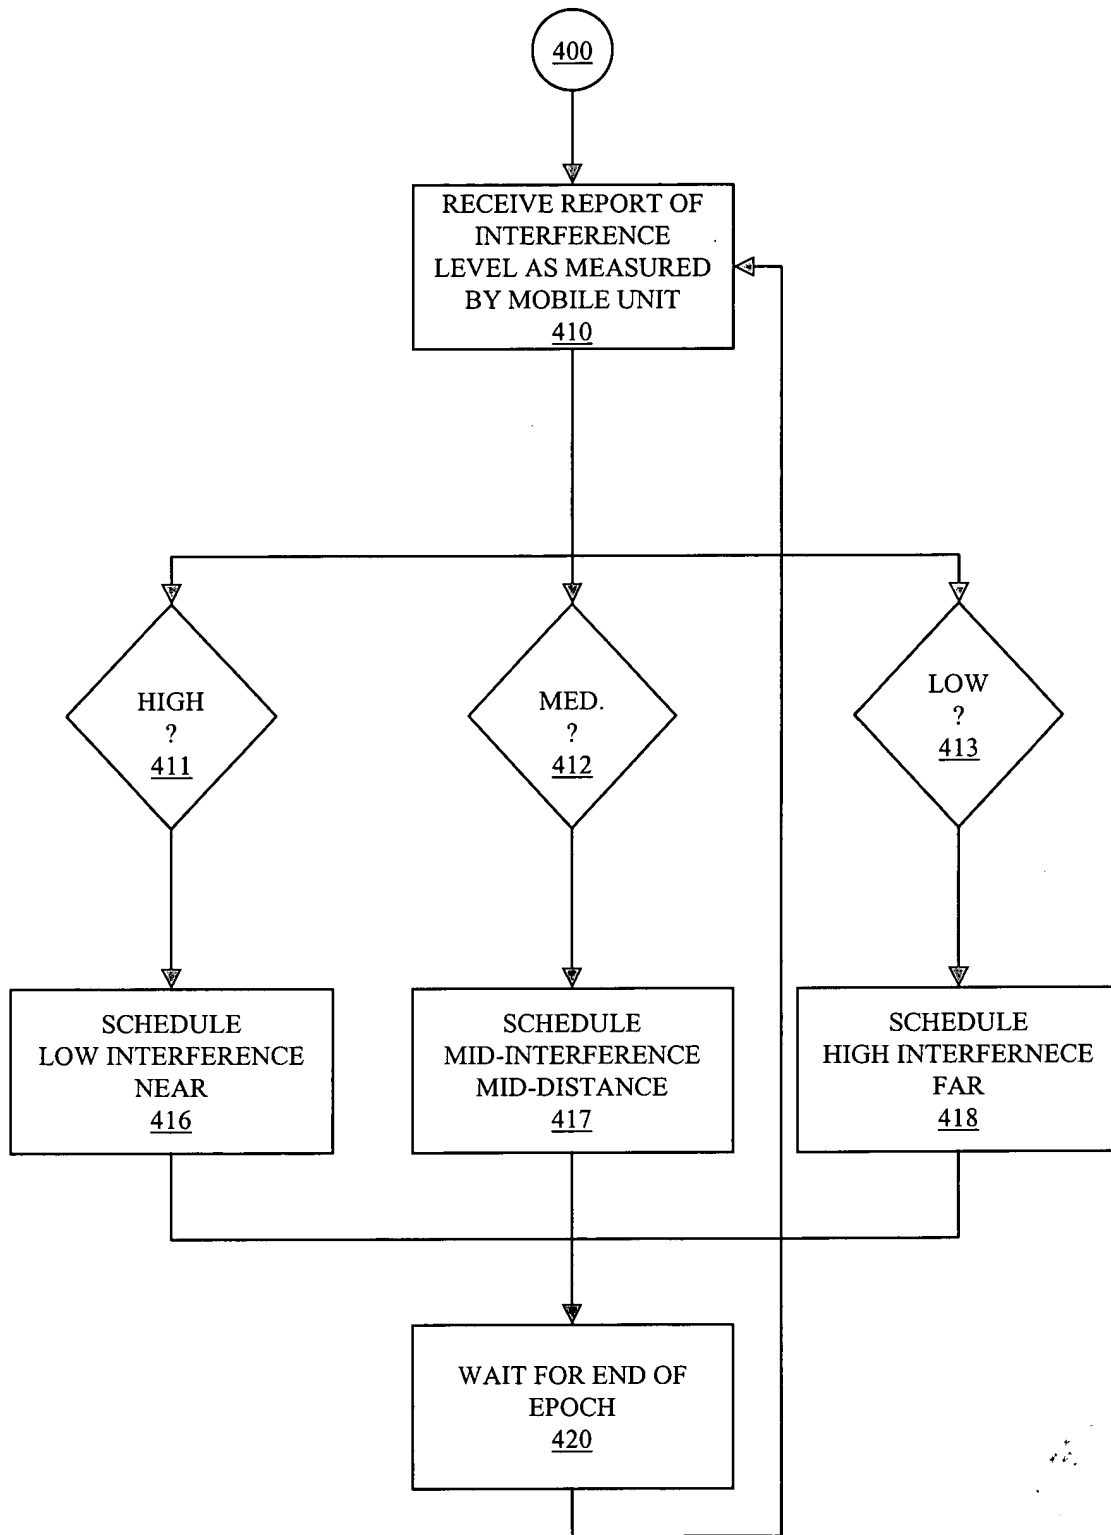 400
RECEIVE REPORT OF
INTERFERENCE
LEVEL AS MEASURED
BY MOBILE UNIT
410
HIGH
?
411
MED.
?
412
LOW
?
413
SCHEDULE
LOW INTERFERENCE
NEAR
416
SCHEDULE
MID-INTERFERENCE
MID-DISTANCE
417
SCHEDULE
HIGH INTERFERNECE
FAR
418
WAIT FOR END OF
EPOCH
420